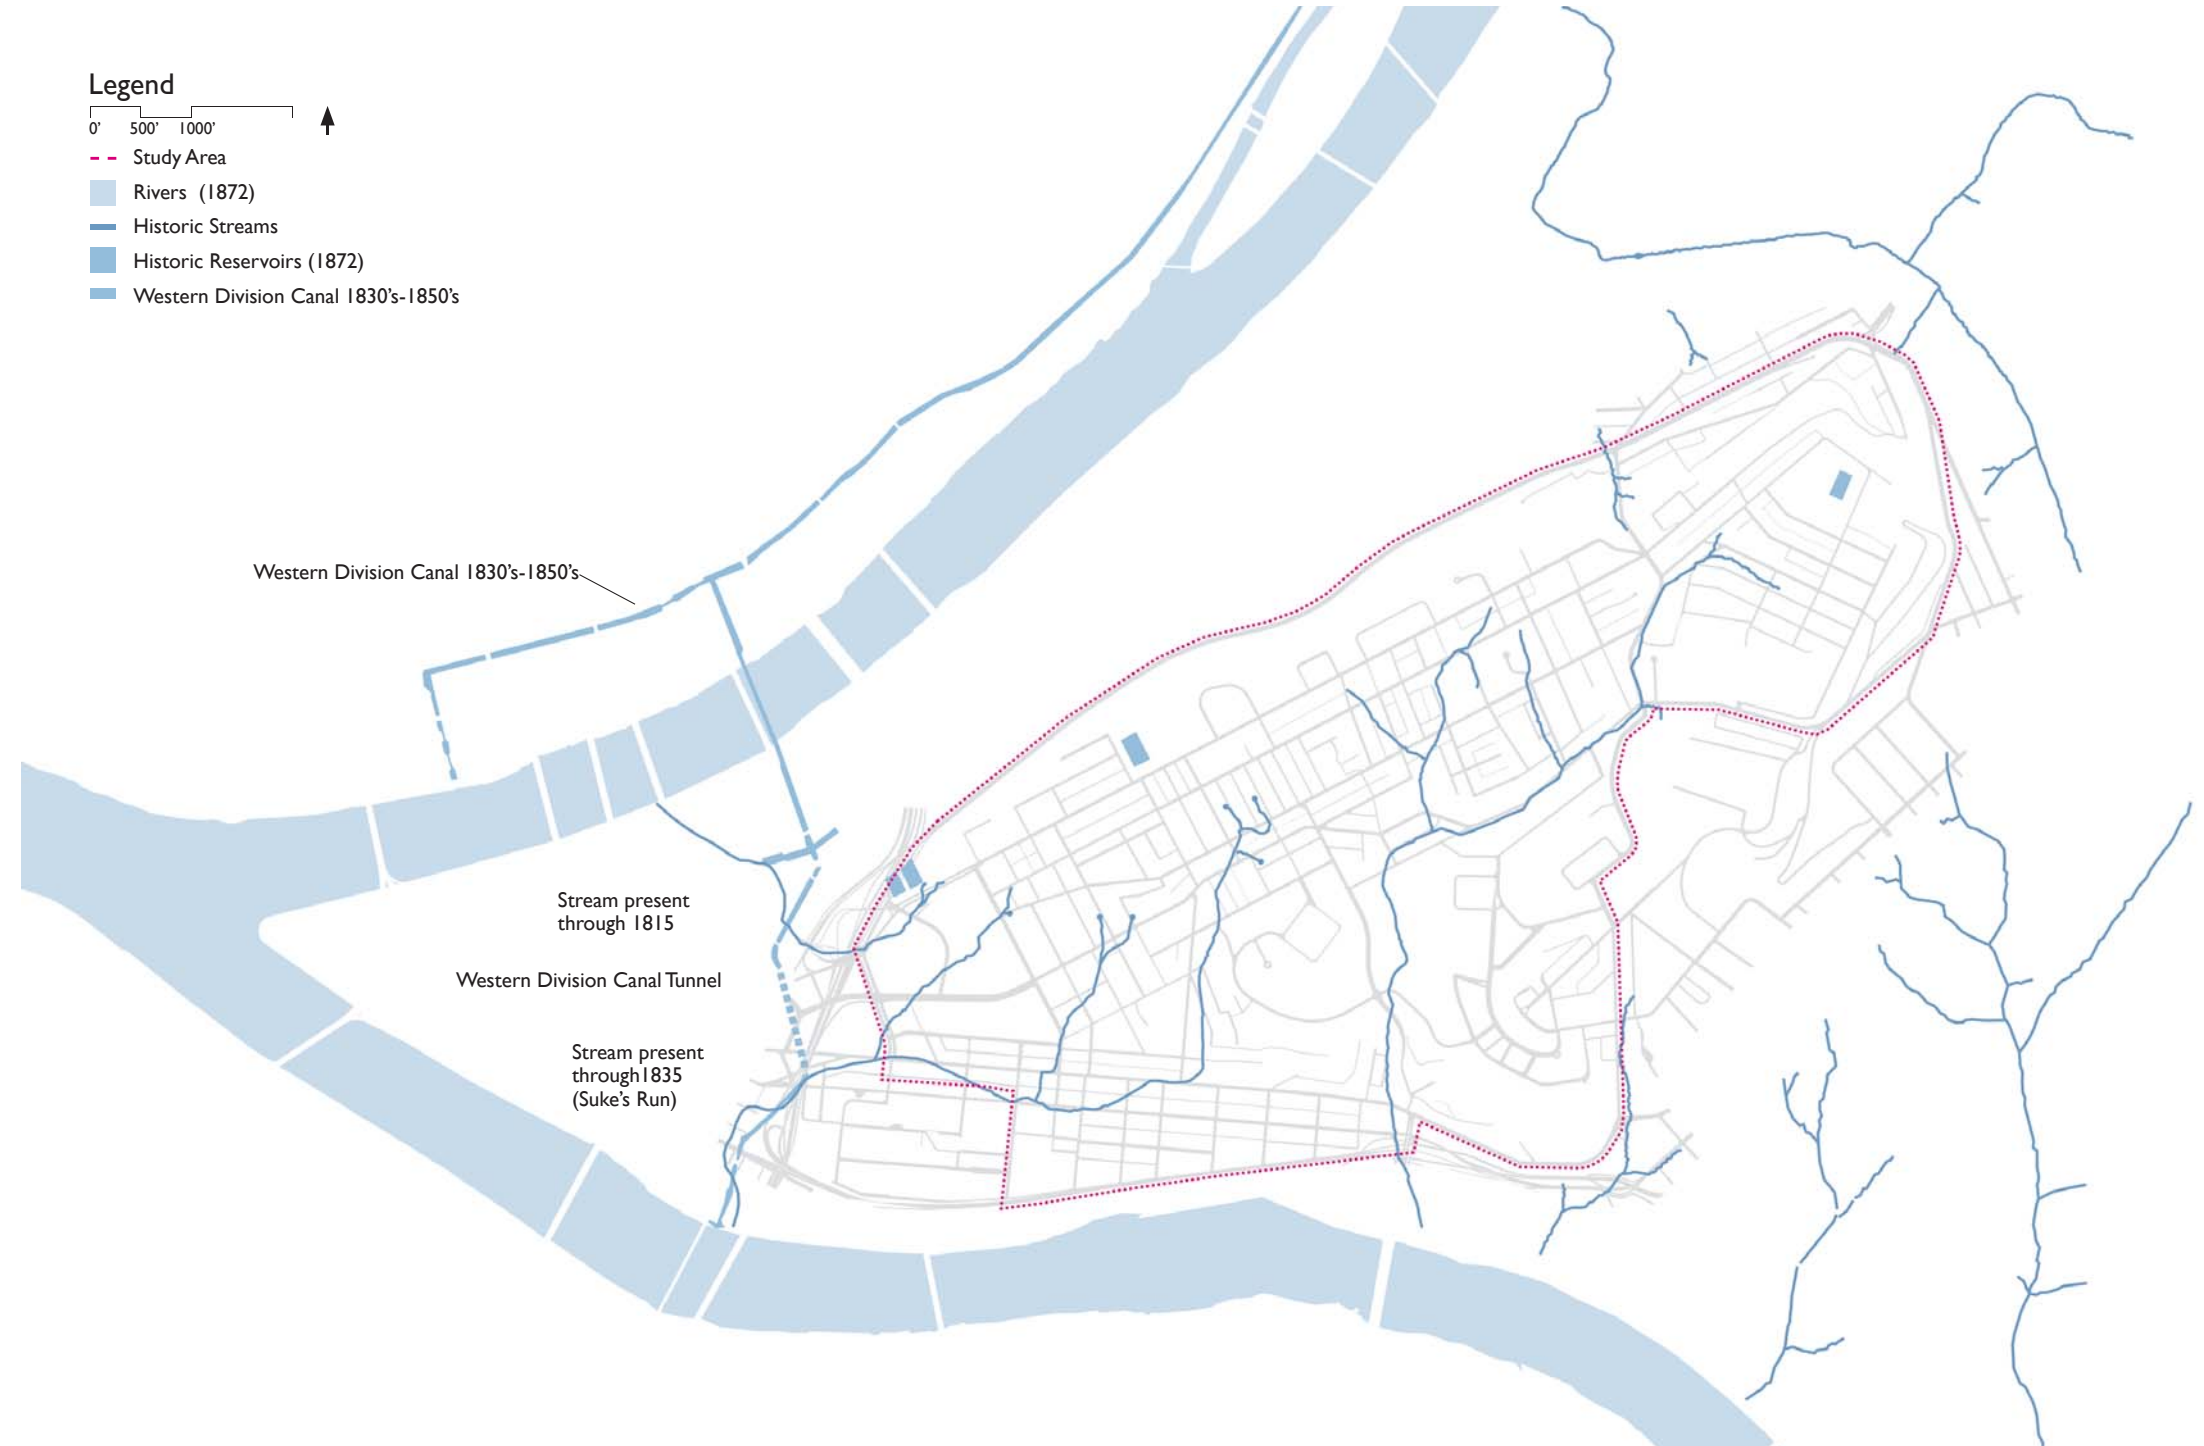 Legend
0' 500' 1000'
Study Area
Rivers (1872)
Historic Streams
Historic Reservoirs (1872)
Western Division Canal 1830's-1850's
Western Division Canal 1830's-1850's
Stream present
through 1815
Western Division Canal Tunnel
Stream present
through1835
(Suke's Run)